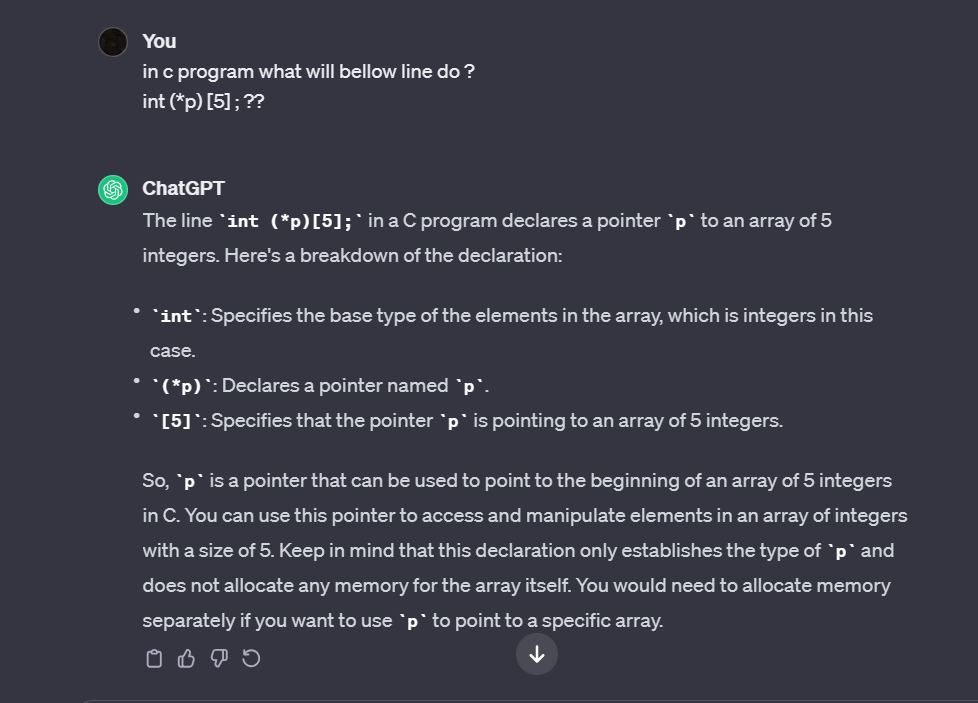 You
in c program what will bellow line do ?
int (*p) [5] ; ??
ChatGPT
The line `int (*p)[5];` in a C program declares a pointer `p` to an array of 5
integers. Here's a breakdown of the declaration:
• `int`: Specifies the base type of the elements in the array, which is integers in this
case.
• `(*p)`: Declares a pointer named `p`.
• `[5]`: Specifies that the pointer `p` is pointing to an array of 5 integers.
So, `p` is a pointer that can be used to point to the beginning of an array of 5 integers
in C. You can use this pointer to access and manipulate elements in an array of integers
with a size of 5. Keep in mind that this declaration only establishes the type of `p` and
does not allocate any memory for the array itself. You would need to allocate memory
separately if you want to use `p` to point to a specific array.